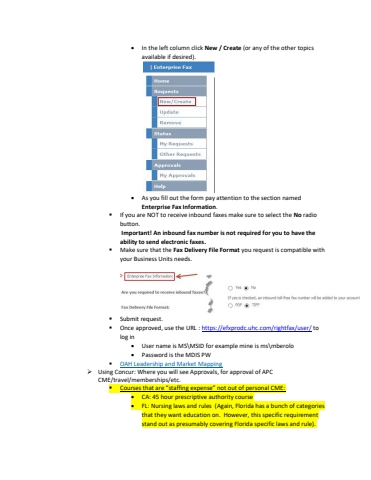 • In the left column click New / Create (or any of the other topics
available if desired).
| Enterprise Fax
Home
Requests
New/Create
Update
Remove
Status
My Requests
Other Requests
Approvals
My Approvals
Help
• As you fill out the form pay attention to the section named
Enterprise Fax Information.
▪ If you are NOT to receive inbound faxes make sure to select the No radio
button.
Important! An inbound fax number is not required for you to have the
ability to send electronic faxes.
▪ Make sure that the Fax Delivery File Format you request is compatible with
your Business Units needs.
Enterprise Fax Information
Are you required to receive inbound faxes? Yes No
If yes is checked, an inbound toll-free fax number will be added to your account
Fax Delivery File Format: PDF TIFF
▪ Submit request.
▪ Once approved, use the URL : https://efxprodc.uhc.com/rightfax/user/ to
log in
• User name is MS\MSID for example mine is ms\mberolo
• Password is the MDIS PW
▪ OAH Leadership and Market Mapping
➢ Using Concur: Where you will see Approvals, for approval of APC
CME/travel/memberships/etc.
▪ Courses that are "staffing expense" not out of personal CME:
• CA: 45 hour prescriptive authority course
• FL: Nursing laws and rules (Again, Florida has a bunch of categories
that they want education on. However, this specific requirement
stand out as presumably covering Florida specific laws and rule).